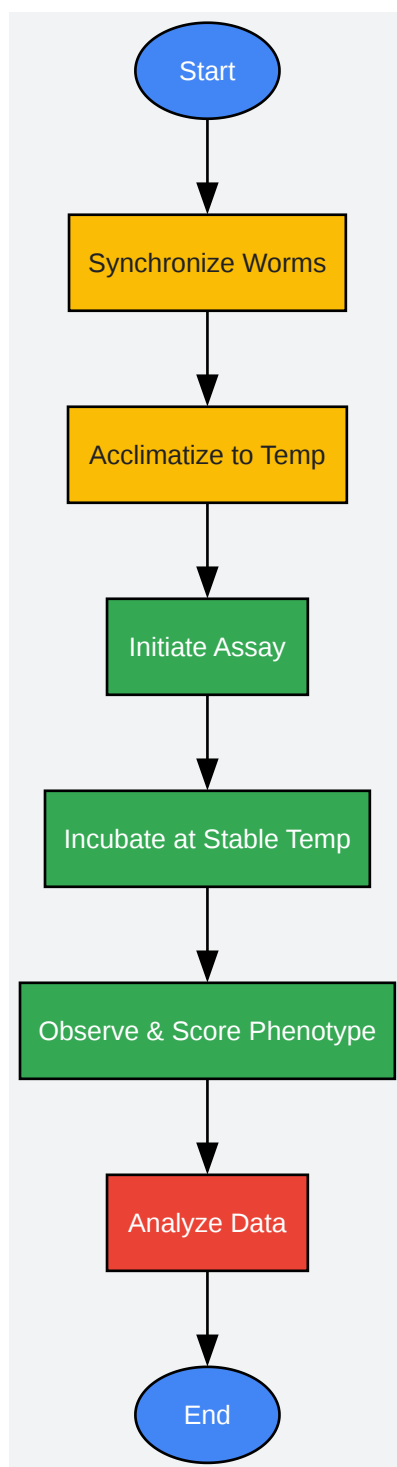 Start
Synchronize Worms
Acclimatize to Temp
Initiate Assay
Incubate at Stable Temp
Observe & Score Phenotype
Analyze Data
End